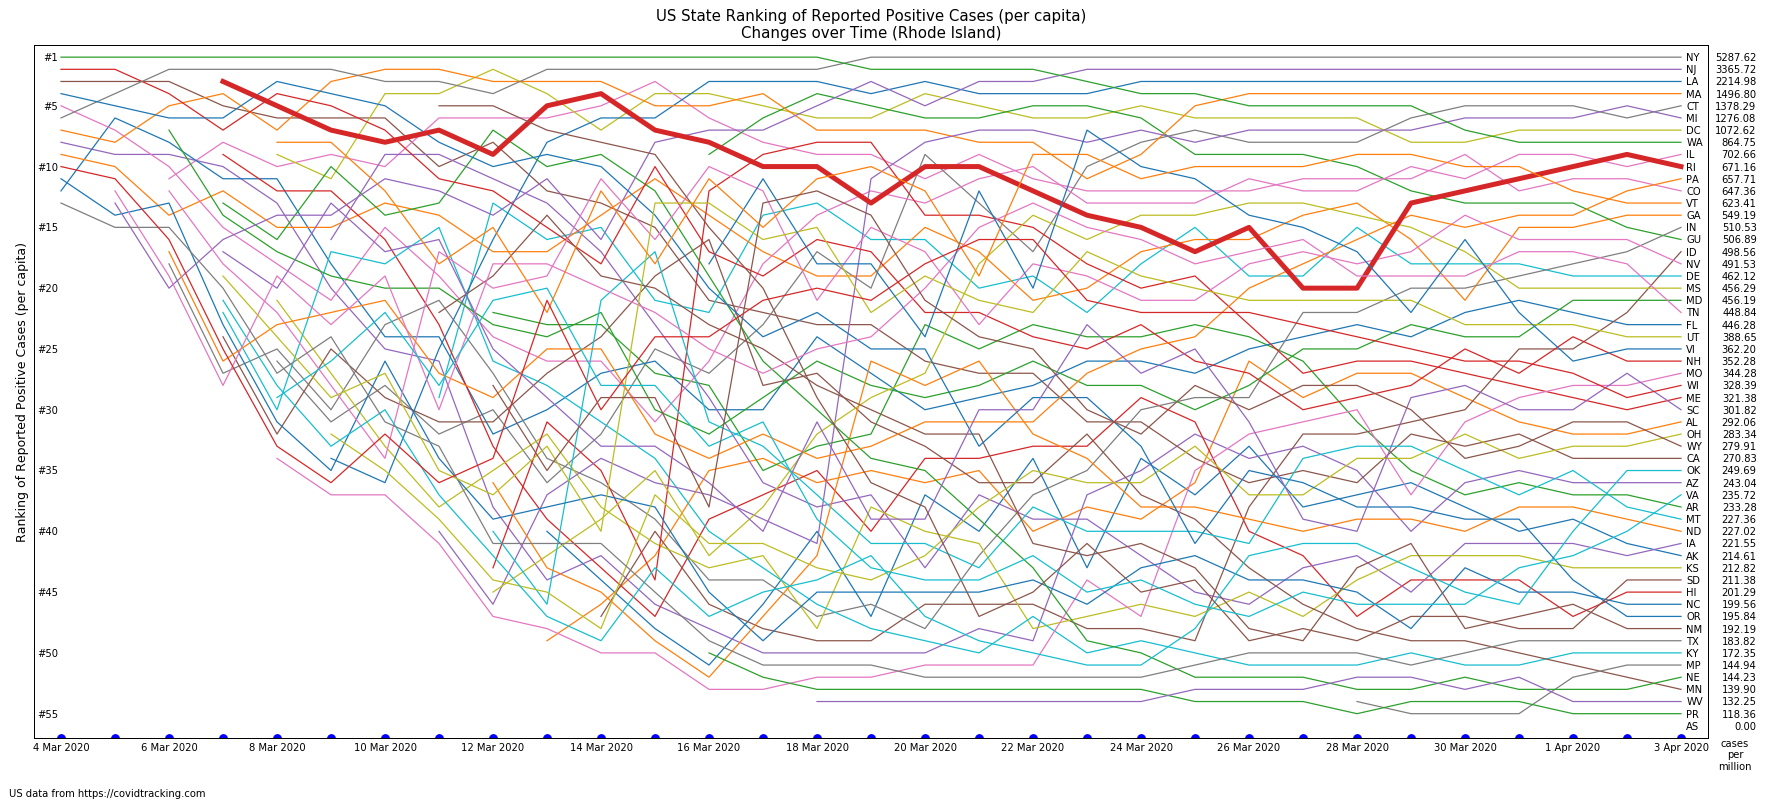 US State Ranking of Reported Positive Cases (per capita)
Changes over Time (Rhode Island)
Ranking of Reported Positive Cases (per capita)
#1
#5
#10
#15
#20
#25
#30
#35
#40
#45
#50
#55
NY 5287.62
NJ 3365.72
LA 2214.98
MA 1496.80
CT 1378.29
MI 1276.08
DC 1072.62
WA 864.75
IL 702.66
RI 671.16
PA 657.71
CO 647.36
VT 623.41
GA 549.19
IN 510.53
GU 506.89
ID 498.56
NV 491.53
DE 462.12
MS 456.29
MD 456.19
TN 448.84
FL 446.28
UT 388.65
VI 362.20
NH 352.28
MO 344.28
WI 328.39
ME 321.38
SC 301.82
AL 292.06
OH 283.34
WY 279.91
CA 270.83
OK 249.69
AZ 243.04
VA 235.72
AR 233.28
MT 227.36
ND 227.02
IA 221.55
AK 214.61
KS 212.82
SD 211.38
HI 201.29
NC 199.56
OR 195.84
NM 192.19
TX 183.82
KY 172.35
MP 144.94
NE 144.23
MN 139.90
WV 132.25
PR 118.36
AS 0.00
4 Mar 2020 6 Mar 2020 8 Mar 2020 10 Mar 2020 12 Mar 2020 14 Mar 2020 16 Mar 2020 18 Mar 2020 20 Mar 2020 22 Mar 2020 24 Mar 2020 26 Mar 2020 28 Mar 2020 30 Mar 2020 1 Apr 2020 3 Apr 2020
cases
per
million
US data from https://covidtracking.com